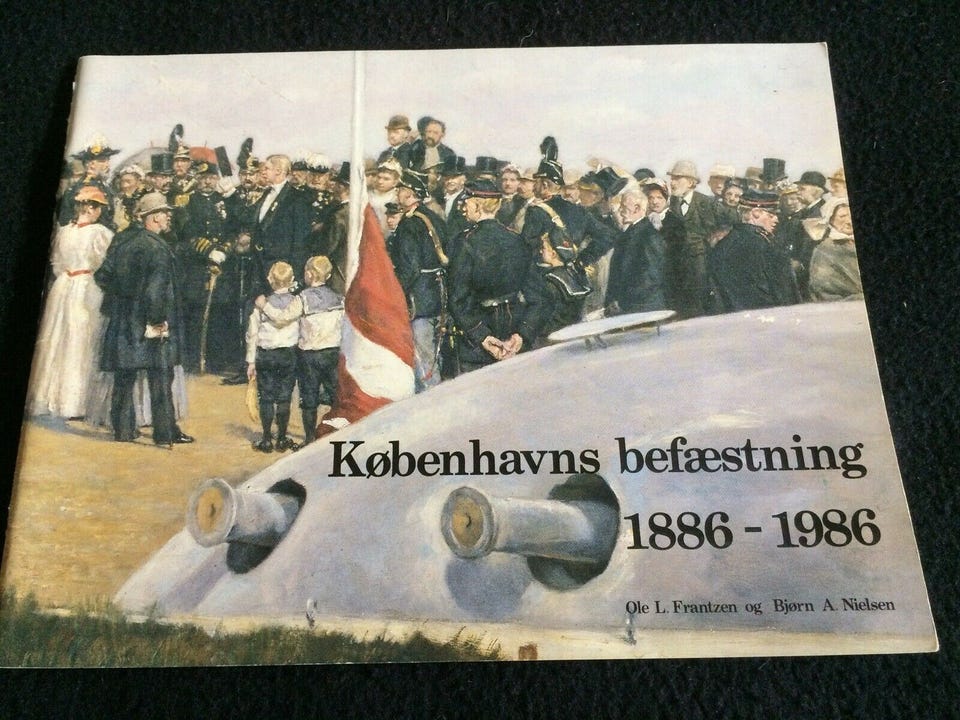 Københavns befæstning
1886 - 1986
Ole L. Frantzen og Bjørn A. Nielsen